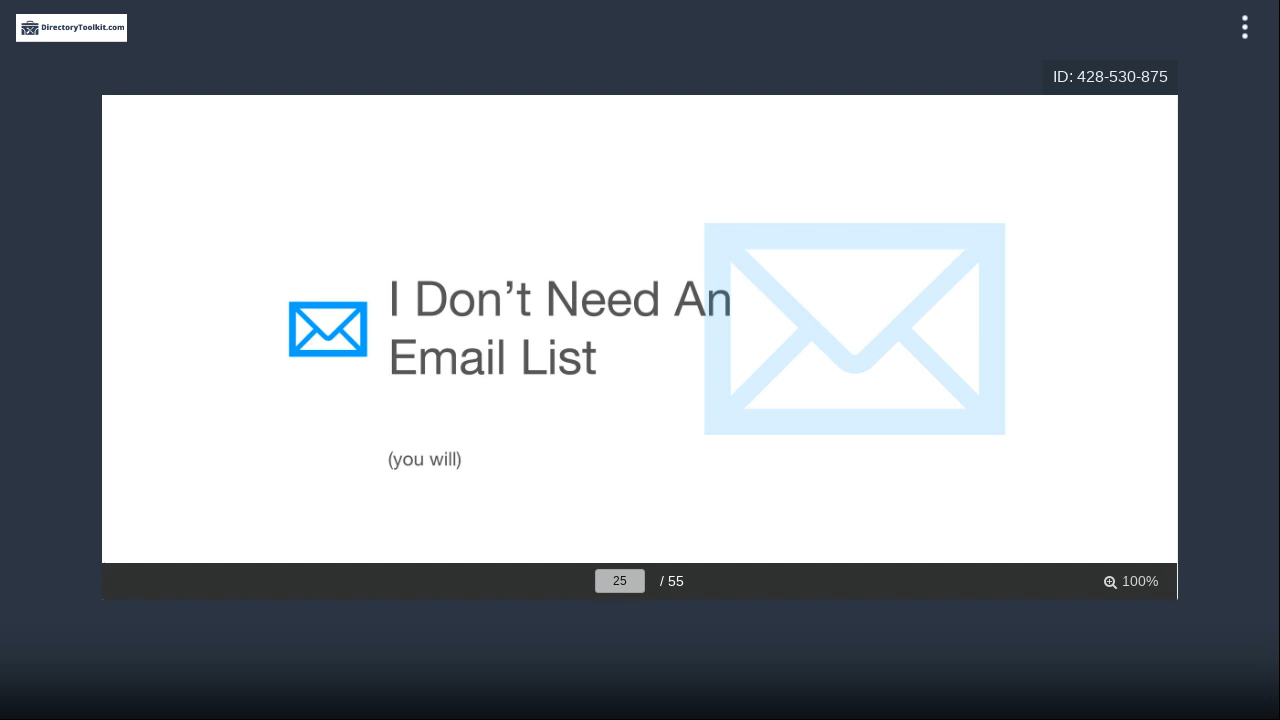 DirectoryToolkit.com
ID: 428-530-875
I Don’t Need An
Email List
(you will)
25 / 55
100%